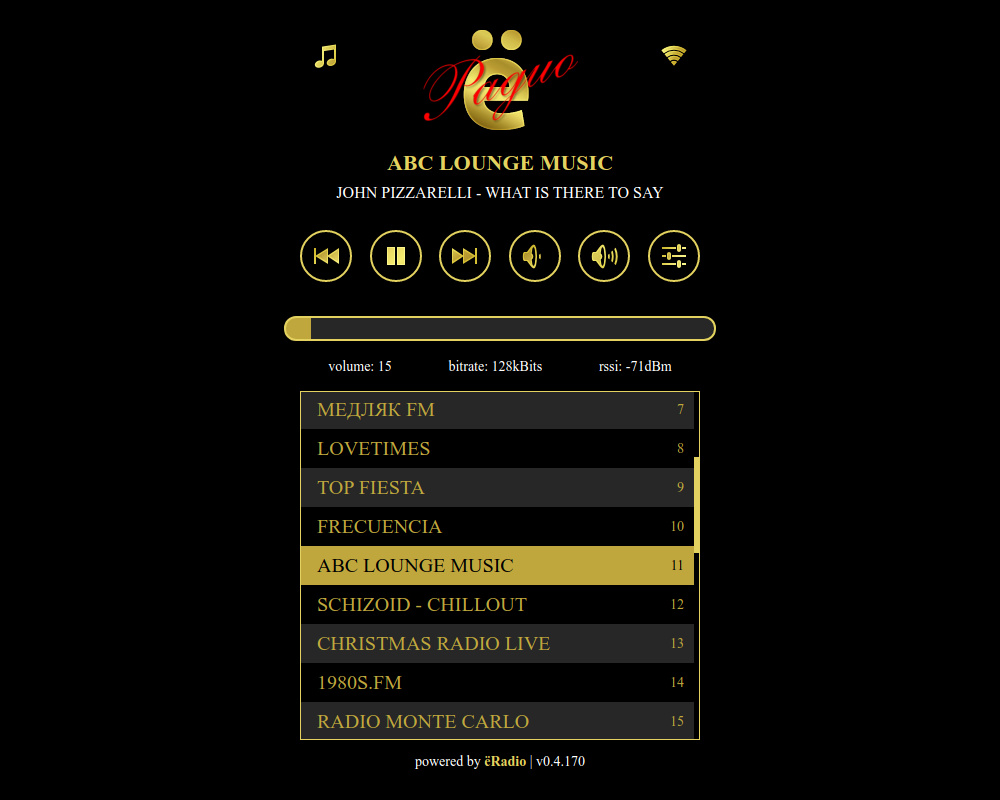 ё
Радио
ABC LOUNGE MUSIC
JOHN PIZZARELLI - WHAT IS THERE TO SAY
volume: 15 bitrate: 128kBits rssi: -71dBm
МЕДЛЯК FM 7
LOVETIMES 8
TOP FIESTA 9
FRECUENCIA 10
ABC LOUNGE MUSIC 11
SCHIZOID - CHILLOUT 12
CHRISTMAS RADIO LIVE 13
1980S.FM 14
RADIO MONTE CARLO 15
powered by ёRadio | v0.4.170